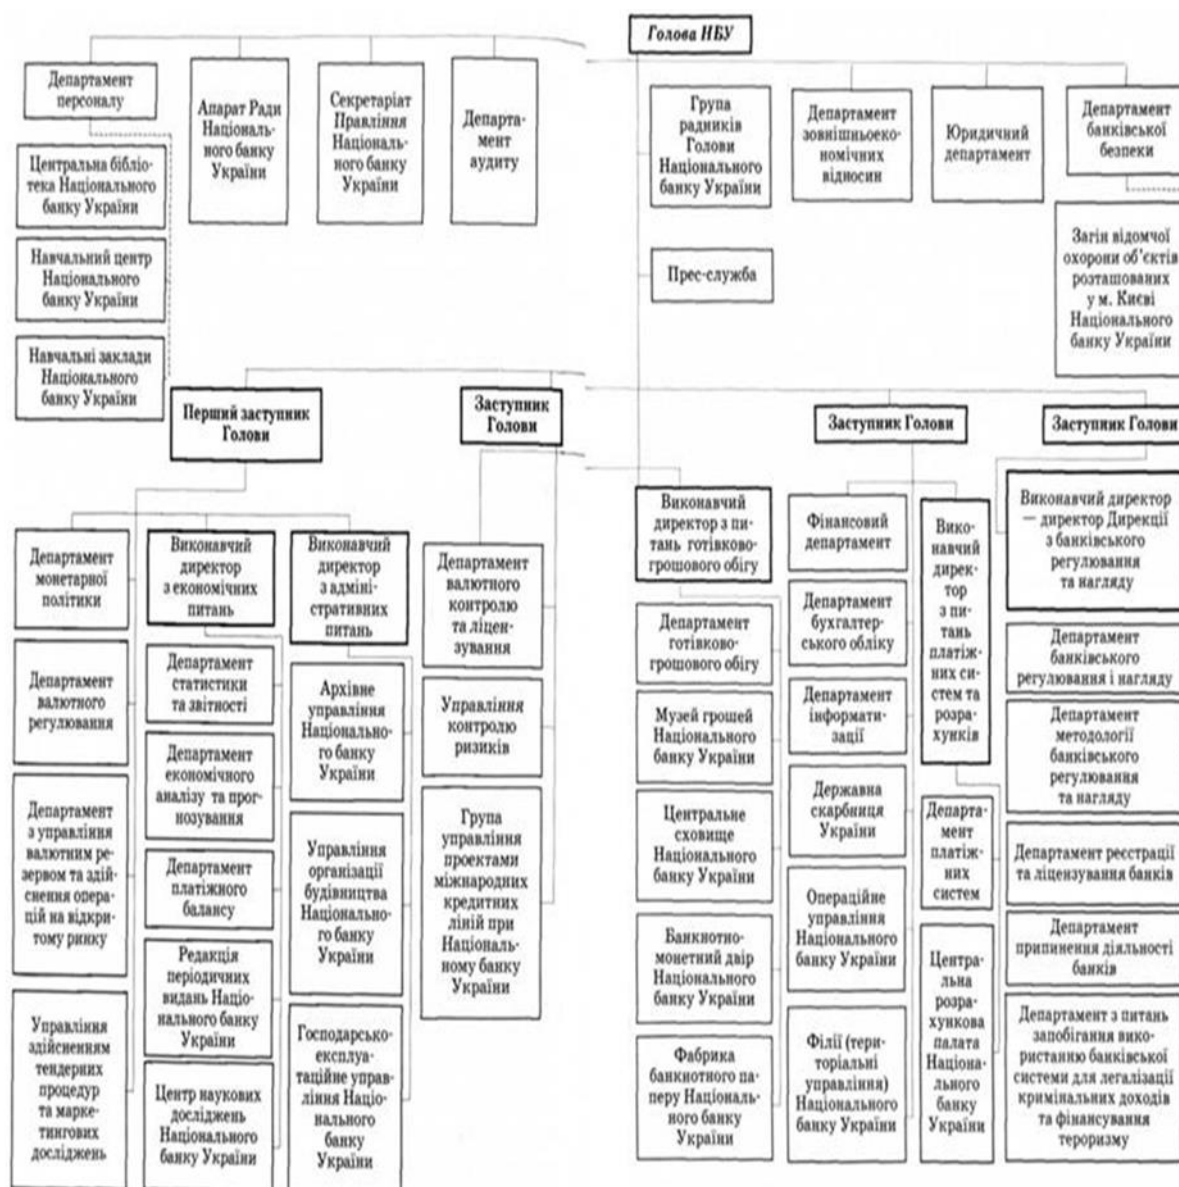 Голова НБУ
Департамент
персоналу
Апарат Ради
Національ-
ного банку
України
Секретаріат
Правління
Національ-
ного банку
України
Департа-
мент
аудиту
Група
радників
Голови
Національного
банку України
Департамент
зовнішньоеко-
номічних
відносин
Юридичний
департамент
Департамент
банківської
безпеки
Центральна бібліо-
тека Національного
банку України
Навчальний центр
Національного
банку України
Навчальні заклади
Національного
банку України
Прес-служба
Загін відомчої
охорони об’єктів
розташованих
у м. Києві
Національного
банку України
Перший заступник
Голови
Заступник
Голови
Заступник Голови
Заступник Голови
Департамент
монетарної
політики
Департамент
валютного
регулювання
Департамент
з управління
валютним ре-
зервом та здій-
снення опера-
цій на відкри-
тому ринку
Управління
здійсненням
тендерних
процедур
та марке-
тингових
досліджень
Виконавчий
директор
з економічних
питань
Департамент
статистики
та звітності
Департамент
економічного
аналізу та прог-
нозування
Департамент
платіжного
балансу
Редакція
періодичних
видань Націо-
нального банку
України
Центр наукових
досліджень
Національного
банку України
Виконавчий
директор
з адміні-
стративних
питань
Архівне
управління
Національно-
го банку
України
Управління
організації
будівництва
Національно-
го банку
України
Господарсько-
експлуа-
таційне управ-
ління Націо-
нального
банку
України
Департамент
валютного
контролю
та ліцен-
зування
Управління
контролю
ризиків
Група
управління
проектами
міжнародних
кредитних
ліній при
Національ-
ному банку
України
Виконавчий
директор з пи-
тань готівково-
грошового обігу
Департамент
готівково-
грошового обігу
Музей грошей
Національного
банку України
Центральне
сховище
Національного
банку України
Банкнотно-
монетний двір
Національного
банку України
Фабрика
банкнотного па-
перу Національ-
ного банку
України
Фінансовий
департамент
Департамент
бухгалтер-
ського обліку
Департамент
інформати-
зації
Державна
скарбниця
України
Операційне
управління
Національного
банку України
Філії (тери-
торіальні
управління)
Національного
банку України
Вико-
навчий
дирек-
тор
з пи-
тань
платіж-
них си-
стем та
розра-
хунків
Департа-
мент
платіж-
них
систем
Центра-
льна
розра-
хункова
палата
Націона-
льного
банку
України
Виконавчий директор
— директор Дирекції
з банківського
регулювання
та нагляду
Департамент
банківського
регулювання і нагляду
Департамент
методології
банківського
регулювання
та нагляду
Департамент реєстрації
та ліцензування банків
Департамент
припинення діяльності
банків
Департамент з питань
запобігання вико-
ристанню банківської
системи для легалізації
кримінальних доходів
та фінансування
тероризму